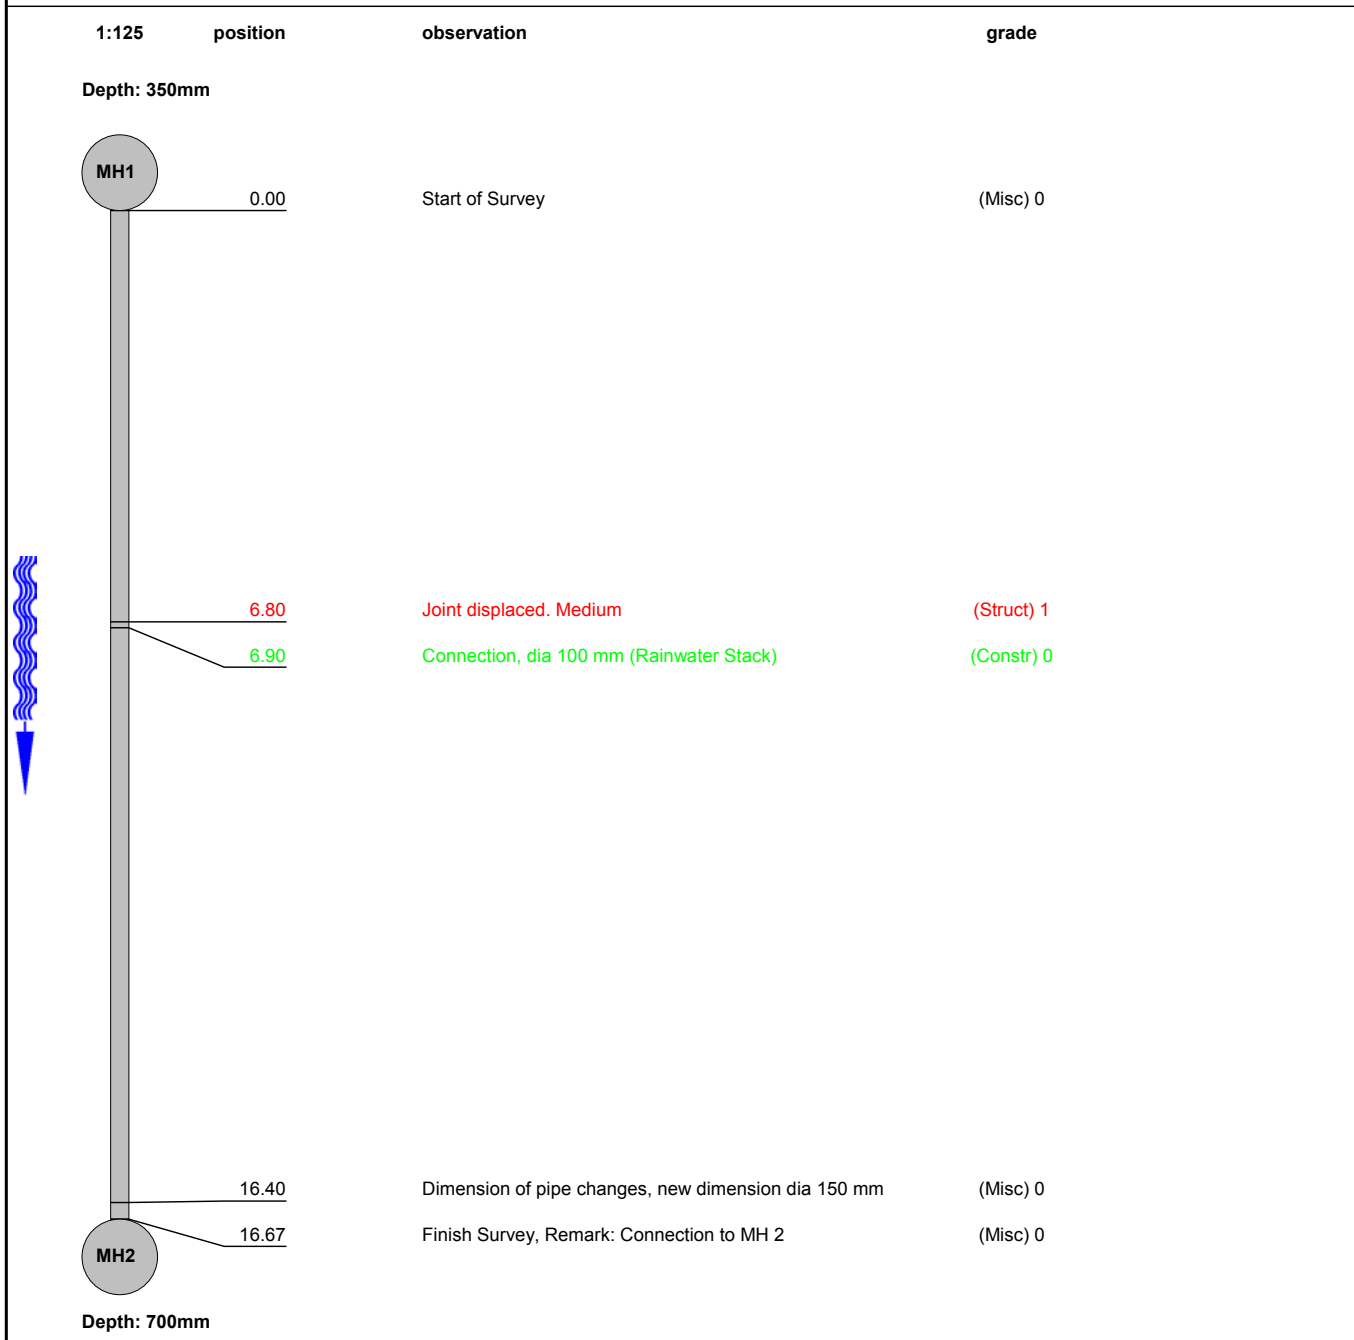 1:125 position observation grade
Depth: 350mm
MH1
0.00 Start of Survey (Misc) 0
6.80 Joint displaced. Medium (Struct) 1
6.90 Connection, dia 100 mm (Rainwater Stack) (Constr) 0
16.40 Dimension of pipe changes, new dimension dia 150 mm (Misc) 0
16.67 Finish Survey, Remark: Connection to MH 2 (Misc) 0
MH2
Depth: 700mm